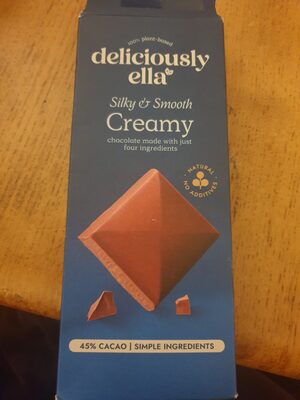 100% plant-based
deliciously
ella
Silky & Smooth
Creamy
chocolate made with just
four ingredients
NATURAL
NO ADDITIVES
45% CACAO | SIMPLE INGREDIENTS